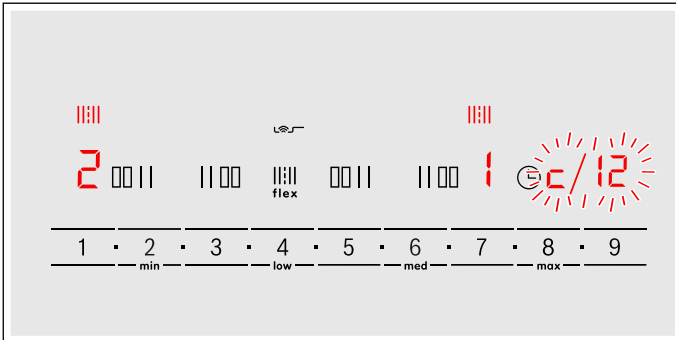 2
1
c/12
flex
1 · 2 · 3 · 4 · 5 · 6 · 7 · 8 · 9
min low med max